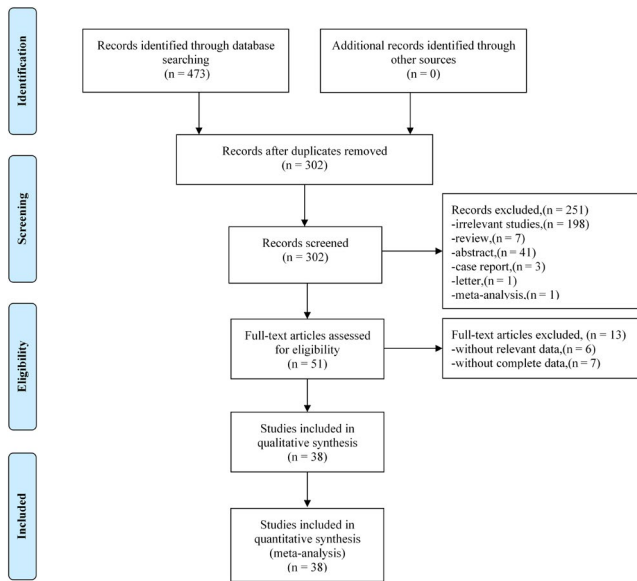 Identification
Records identified through database
searching
(n = 473)
Additional records identified through
other sources
(n = 0)
Records after duplicates removed
(n = 302)
Screening
Records screened
(n = 302)
Records excluded,(n = 251)
-irrelevant studies,(n = 198)
-review,(n = 7)
-abstract,(n = 41)
-case report,(n = 3)
-letter,(n = 1)
-meta-analysis,(n = 1)
Eligibility
Full-text articles assessed
for eligibility
(n = 51)
Full-text articles excluded, (n = 13)
-without relevant data,(n = 6)
-without complete data,(n = 7)
Studies included in
qualitative synthesis
(n = 38)
Included
Studies included in
quantitative synthesis
(meta-analysis)
(n = 38)